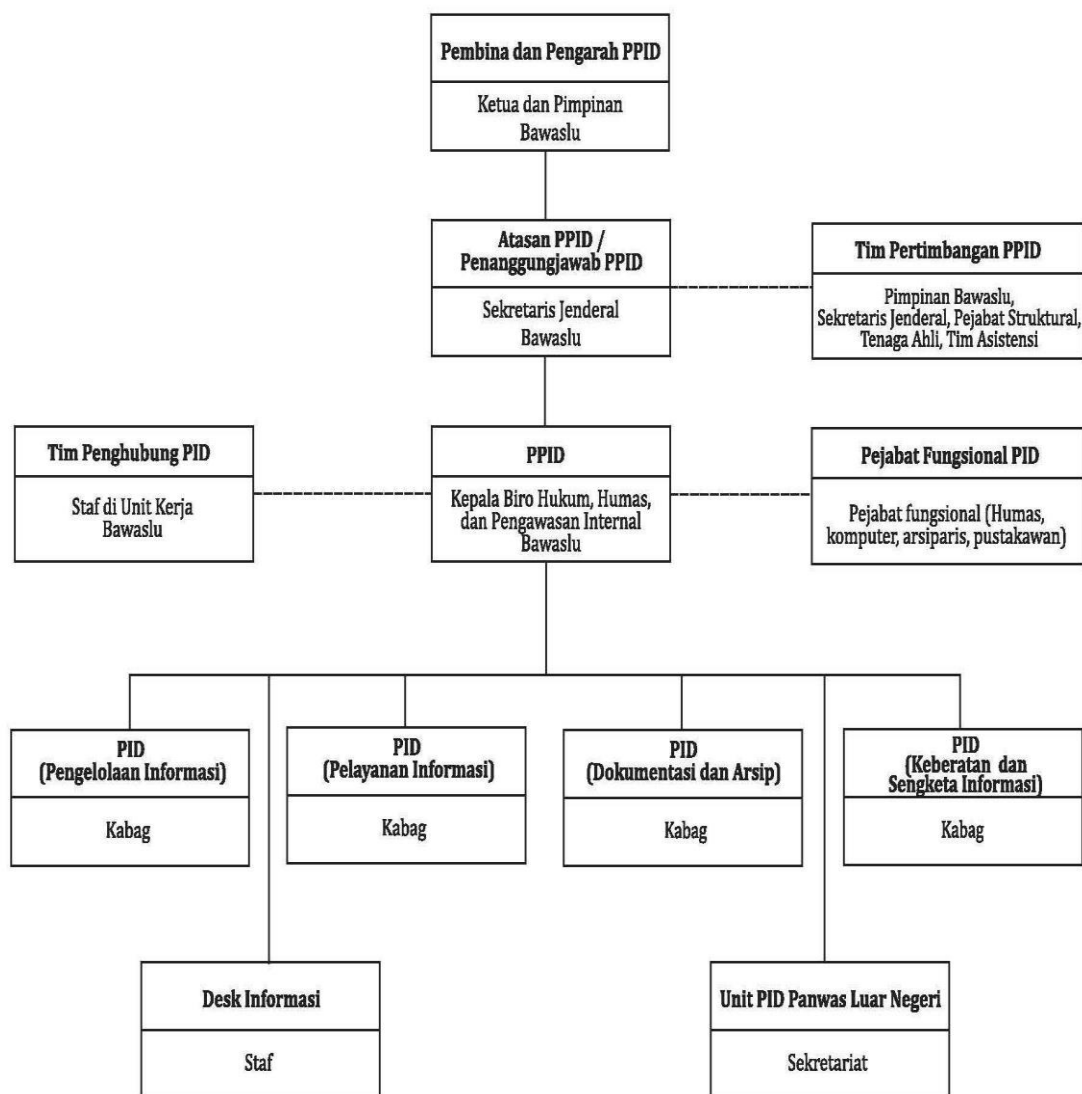 Pembina dan Pengarah PPID
Ketua dan Pimpinan
Bawaslu
Atasan PPID /
Penanggungjawab PPID
Sekretaris Jenderal
Bawaslu
Tim Pertimbangan PPID
Pimpinan Bawaslu,
Sekretaris Jenderal, Pejabat Struktural,
Tenaga Ahli, Tim Asistensi
Tim Penghubung PID
Staf di Unit Kerja
Bawaslu
PPID
Kepala Biro Hukum, Humas,
dan Pengawasan Internal
Bawaslu
Pejabat Fungsional PID
Pejabat fungsional (Humas,
komputer, arsiparis, pustakawan)
PID
(Pengelolaan Informasi)
Kabag
PID
(Pelayanan Informasi)
Kabag
PID
(Dokumentasi dan Arsip)
Kabag
PID
(Keberatan dan
Sengketa Informasi)
Kabag
Desk Informasi
Staf
Unit PID Panwas Luar Negeri
Sekretariat